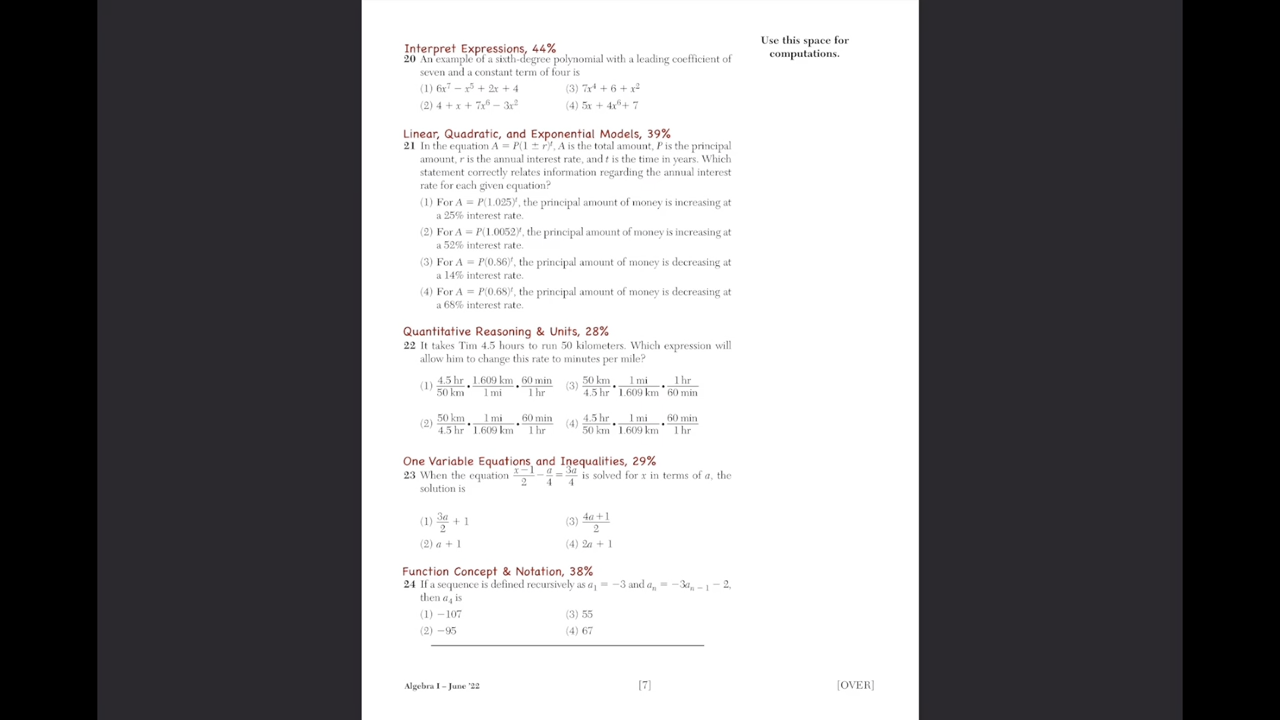 Use this space for
computations.
Interpret Expressions, 44%
20 An example of a sixth-degree polynomial with a leading coefficient of
seven and a constant term of four is
(1) 6x⁷ − x⁵ + 2x + 4 (3) 7x⁴ + 6 + x²
(2) 4 + x + 7x⁶ − 3x² (4) 5x + 4x⁶ + 7
Linear, Quadratic, and Exponential Models, 39%
21 In the equation A = P(1 ± r)ᵗ, A is the total amount, P is the principal
amount, r is the annual interest rate, and t is the time in years. Which
statement correctly relates information regarding the annual interest
rate for each given equation?
(1) For A = P(1.025)ᵗ, the principal amount of money is increasing at
a 25% interest rate.
(2) For A = P(1.0052)ᵗ, the principal amount of money is increasing at
a 52% interest rate.
(3) For A = P(0.86)ᵗ, the principal amount of money is decreasing at
a 14% interest rate.
(4) For A = P(0.68)ᵗ, the principal amount of money is decreasing at
a 68% interest rate.
Quantitative Reasoning & Units, 28%
22 It takes Tim 4.5 hours to run 50 kilometers. Which expression will
allow him to change this rate to minutes per mile?
(1) 4.5 hr/50 km • 1.609 km/1 mi • 60 min/1 hr (3) 50 km/4.5 hr • 1 mi/1.609 km • 1 hr/60 min
(2) 50 km/4.5 hr • 1 mi/1.609 km • 60 min/1 hr (4) 4.5 hr/50 km • 1 mi/1.609 km • 60 min/1 hr
One Variable Equations and Inequalities, 29%
23 When the equation x−1/2 − a/4 = 3a/4 is solved for x in terms of a, the
solution is
(1) 3a/2 + 1 (3) 4a+1/2
(2) a + 1 (4) 2a + 1
Function Concept & Notation, 38%
24 If a sequence is defined recursively as a₁ = −3 and aₙ = −3aₙ ₋ ₁ − 2,
then a₄ is
(1) −107 (3) 55
(2) −95 (4) 67
Algebra I – June '22 [7] [OVER]